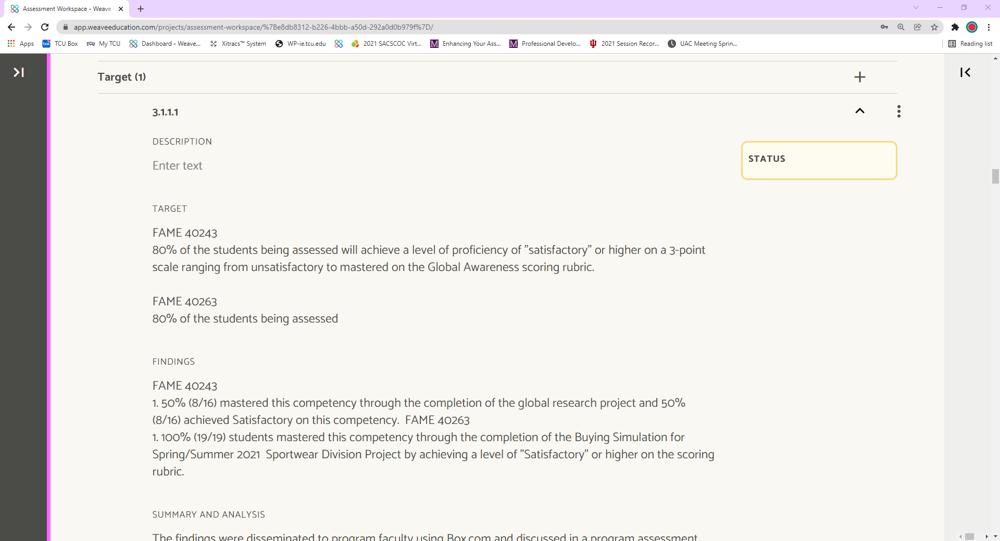 Assessment Workspace - Weave
app.weaveeducation.com/projects/assessment-workspace/%7Be8db8312-b226-4bbb-a50d-292a0d0b979f%7D/
Apps box TCU Box TCU My TCU Dashboard - Weave... Xitracs™ System WP-ie.tcu.edu 2021 SACSCOC Virt... M Enhancing Your Ass... M Professional Develo... 2021 Session Recor... UAC Meeting Sprin... Reading list
Target (1)
3.1.1.1
DESCRIPTION
STATUS
Enter text
TARGET
FAME 40243
80% of the students being assessed will achieve a level of proficiency of ”satisfactory” or higher on a 3-point
scale ranging from unsatisfactory to mastered on the Global Awareness scoring rubric.
FAME 40263
80% of the students being assessed
FINDINGS
FAME 40243
1. 50% (8/16) mastered this competency through the completion of the global research project and 50%
(8/16) achieved Satisfactory on this competency.  FAME 40263
1. 100% (19/19) students mastered this competency through the completion of the Buying Simulation for
Spring/Summer 2021  Sportwear Division Project by achieving a level of ”Satisfactory” or higher on the scoring
rubric.
SUMMARY AND ANALYSIS
The findings were disseminated to program faculty using Box.com and discussed in a program assessment